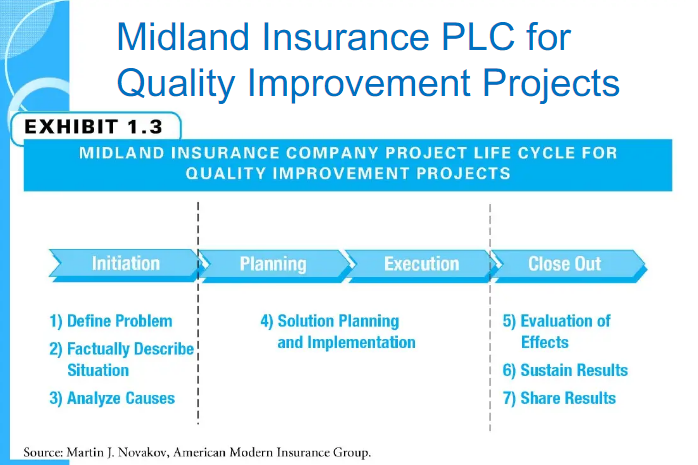 Midland Insurance PLC for
Quality Improvement Projects
EXHIBIT 1.3
MIDLAND INSURANCE COMPANY PROJECT LIFE CYCLE FOR
QUALITY IMPROVEMENT PROJECTS
Initiation
Planning
Execution
Close Out
1) Define Problem
2) Factually Describe
Situation
3) Analyze Causes
4) Solution Planning
and Implementation
5) Evaluation of
Effects
6) Sustain Results
7) Share Results
Source: Martin J. Novakov, American Modern Insurance Group.